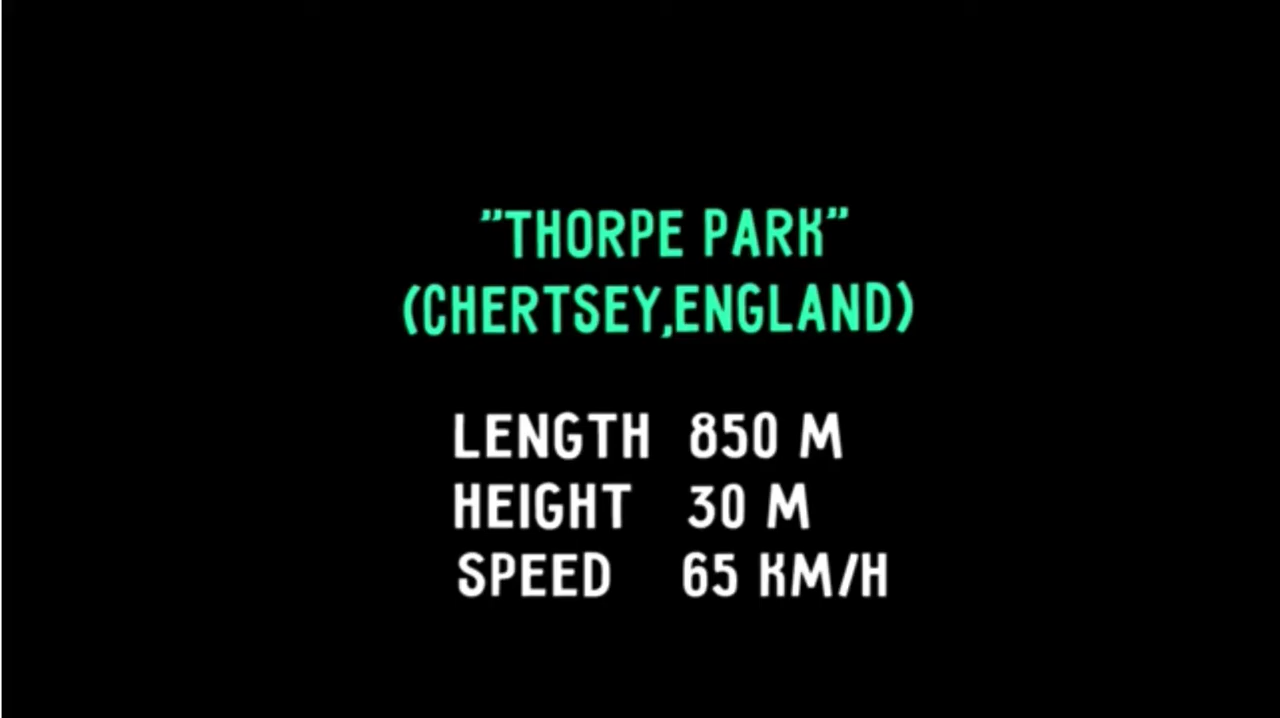 "THORPE PARK"
(CHERTSEY,ENGLAND)
LENGTH 850 M
HEIGHT 30 M
SPEED 65 KM/H